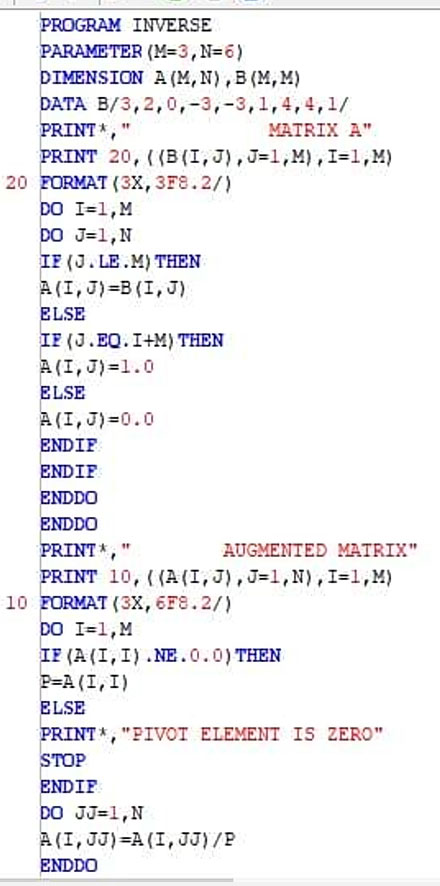 PROGRAM INVERSE
PARAMETER(M=3,N=6)
DIMENSION A(M,N),B(M,M)
DATA B/3,2,0,-3,-3,1,4,4,1/
PRINT*,"            MATRIX A"
PRINT 20,((B(I,J),J=1,M),I=1,M)
20 FORMAT(3X,3F8.2/)
DO I=1,M
DO J=1,N
IF(J.LE.M)THEN
A(I,J)=B(I,J)
ELSE
IF(J.EQ.I+M)THEN
A(I,J)=1.0
ELSE
A(I,J)=0.0
ENDIF
ENDIF
ENDDO
ENDDO
PRINT*,"        AUGMENTED MATRIX"
PRINT 10,((A(I,J),J=1,N),I=1,M)
10 FORMAT(3X,6F8.2/)
DO I=1,M
IF(A(I,I).NE.0.0)THEN
P=A(I,I)
ELSE
PRINT*,"PIVOT ELEMENT IS ZERO"
STOP
ENDIF
DO JJ=1,N
A(I,JJ)=A(I,JJ)/P
ENDDO